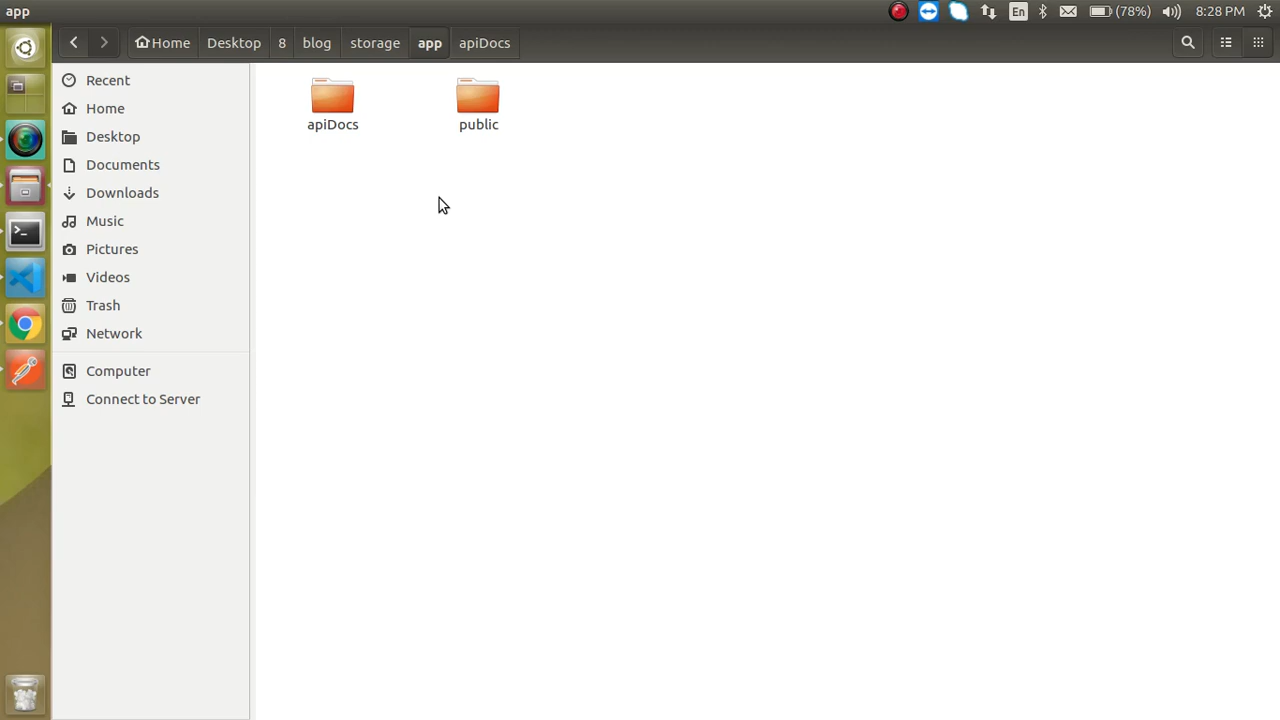 app
En
(78%)
8:28 PM
Home
Desktop
8
blog
storage
app
apiDocs
Recent
Home
Desktop
Documents
Downloads
Music
Pictures
Videos
Trash
Network
Computer
Connect to Server
apiDocs
public